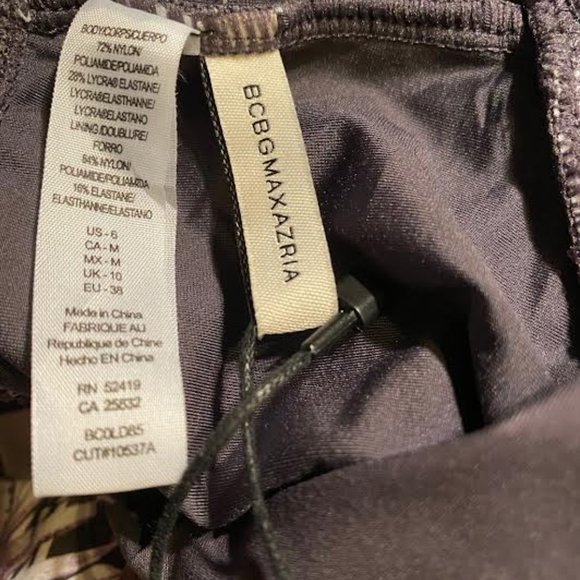 BODY/CORPS/CUERPO
72% NYLON/
POLIAMIDE/POLIAMIDA
28% LYCRA®ELASTANE/
LYCRA®ELASTHANNE/
LYCRA®ELASTANO
LINING/DOUBLURE/
FORRO
84% NYLON/
POLIAMIDE/POLIAMIDA
16% ELASTANE/
ELASTHANNE/ELASTANO
US - 6
CA - M
MX - M
UK - 10
EU - 38
Made in China
FABRIQUE AU
Republique de Chine
Hecho EN China
RN 52419
CA 25832
BC0LD85
CUT#10537A
BCBGMAXAZRIA